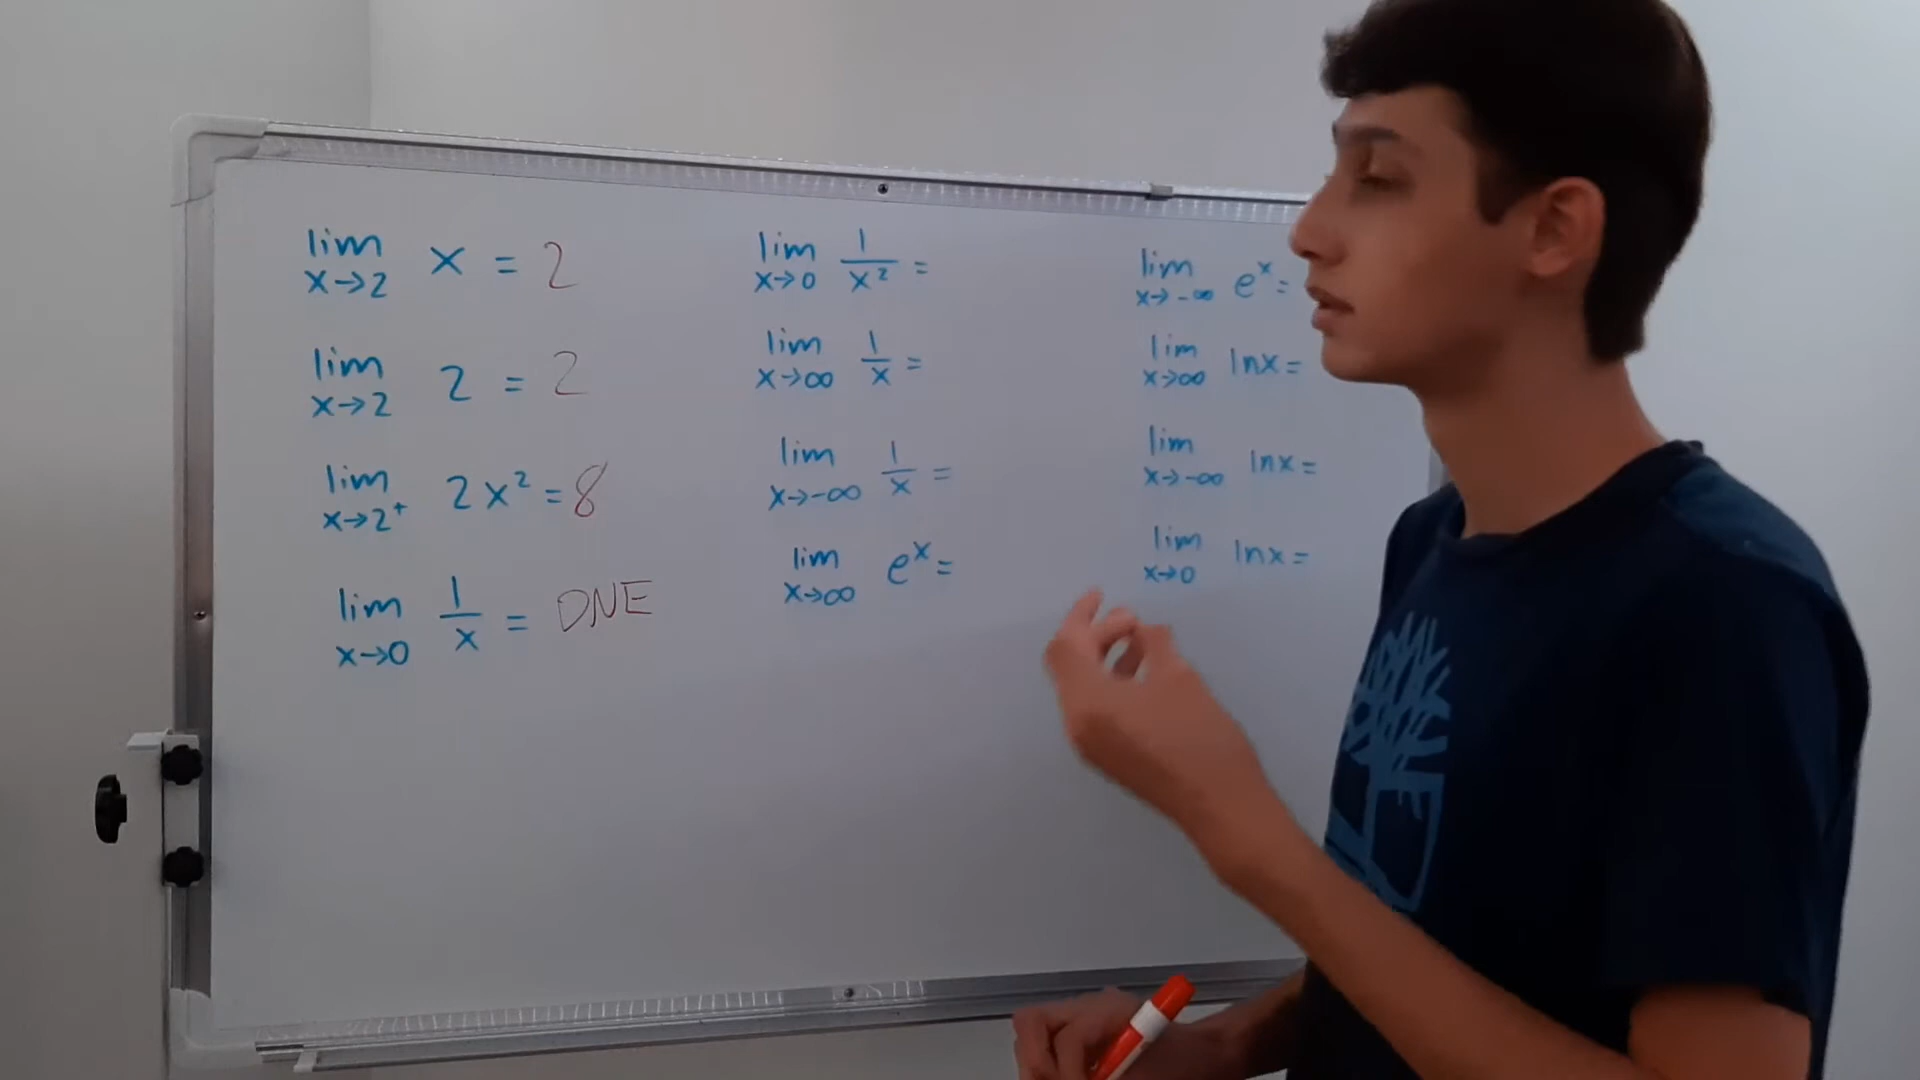 lim x→2 x = 2
lim x→2 2 = 2
lim x→2⁺ 2x² = 8
lim x→0 1/x = DNE
lim x→0 1/x² =
lim x→∞ 1/x =
lim x→-∞ 1/x =
lim x→∞ eˣ =
lim x→-∞ eˣ =
lim x→∞ lnx =
lim x→-∞ lnx =
lim x→0 lnx =